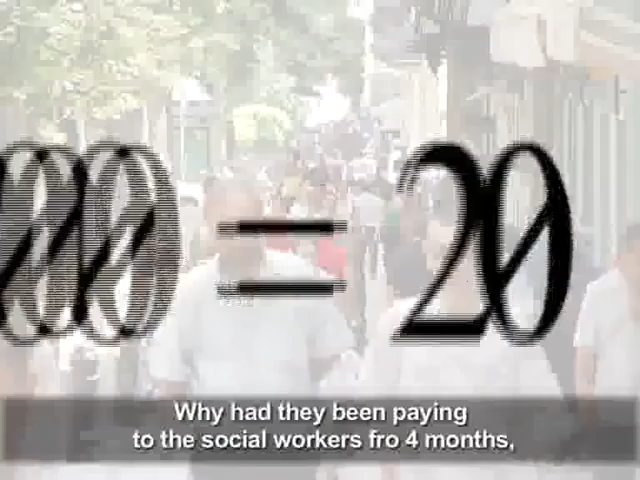 = 20
Why had they been paying
to the social workers fro 4 months,